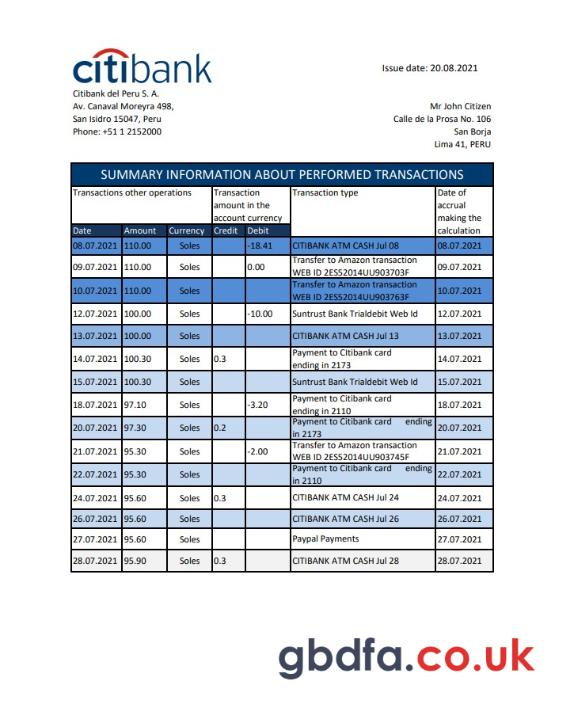 citibank
Issue date: 20.08.2021
Citibank del Peru S. A.
Av. Canaval Moreyra 498,
San Isidro 15047, Peru
Phone: +51 1 2152000
Mr John Citizen
Calle de la Prosa No. 106
San Borja
Lima 41, PERU
SUMMARY INFORMATION ABOUT PERFORMED TRANSACTIONS
Transactions other operations
Transaction
amount in the
account currency
Transaction type
Date of
accrual
making the
calculation
Date Amount Currency Credit Debit
08.07.2021 110.00 Soles -18.41 CITIBANK ATM CASH Jul 08 08.07.2021
09.07.2021 110.00 Soles 0.00 Transfer to Amazon transaction
WEB ID 2ESS2014UU903703F 09.07.2021
10.07.2021 110.00 Soles Transfer to Amazon transaction
WEB ID 2ESS2014UU903763F 10.07.2021
12.07.2021 100.00 Soles -10.00 Suntrust Bank Trialdebit Web Id 12.07.2021
13.07.2021 100.00 Soles CITIBANK ATM CASH Jul 13 13.07.2021
14.07.2021 100.30 Soles 0.3 Payment to Citibank card
ending in 2173 14.07.2021
15.07.2021 100.30 Soles Suntrust Bank Trialdebit Web Id 15.07.2021
18.07.2021 97.10 Soles -3.20 Payment to Citibank card
ending in 2110 18.07.2021
20.07.2021 97.30 Soles 0.2 Payment to Citibank card ending
in 2173 20.07.2021
21.07.2021 95.30 Soles -2.00 Transfer to Amazon transaction
WEB ID 2ESS2014UU903745F 21.07.2021
22.07.2021 95.30 Soles Payment to Citibank card ending
in 2110 22.07.2021
24.07.2021 95.60 Soles 0.3 CITIBANK ATM CASH Jul 24 24.07.2021
26.07.2021 95.60 Soles CITIBANK ATM CASH Jul 26 26.07.2021
27.07.2021 95.60 Soles Paypal Payments 27.07.2021
28.07.2021 95.90 Soles 0.3 CITIBANK ATM CASH Jul 28 28.07.2021
gbdfa.co.uk